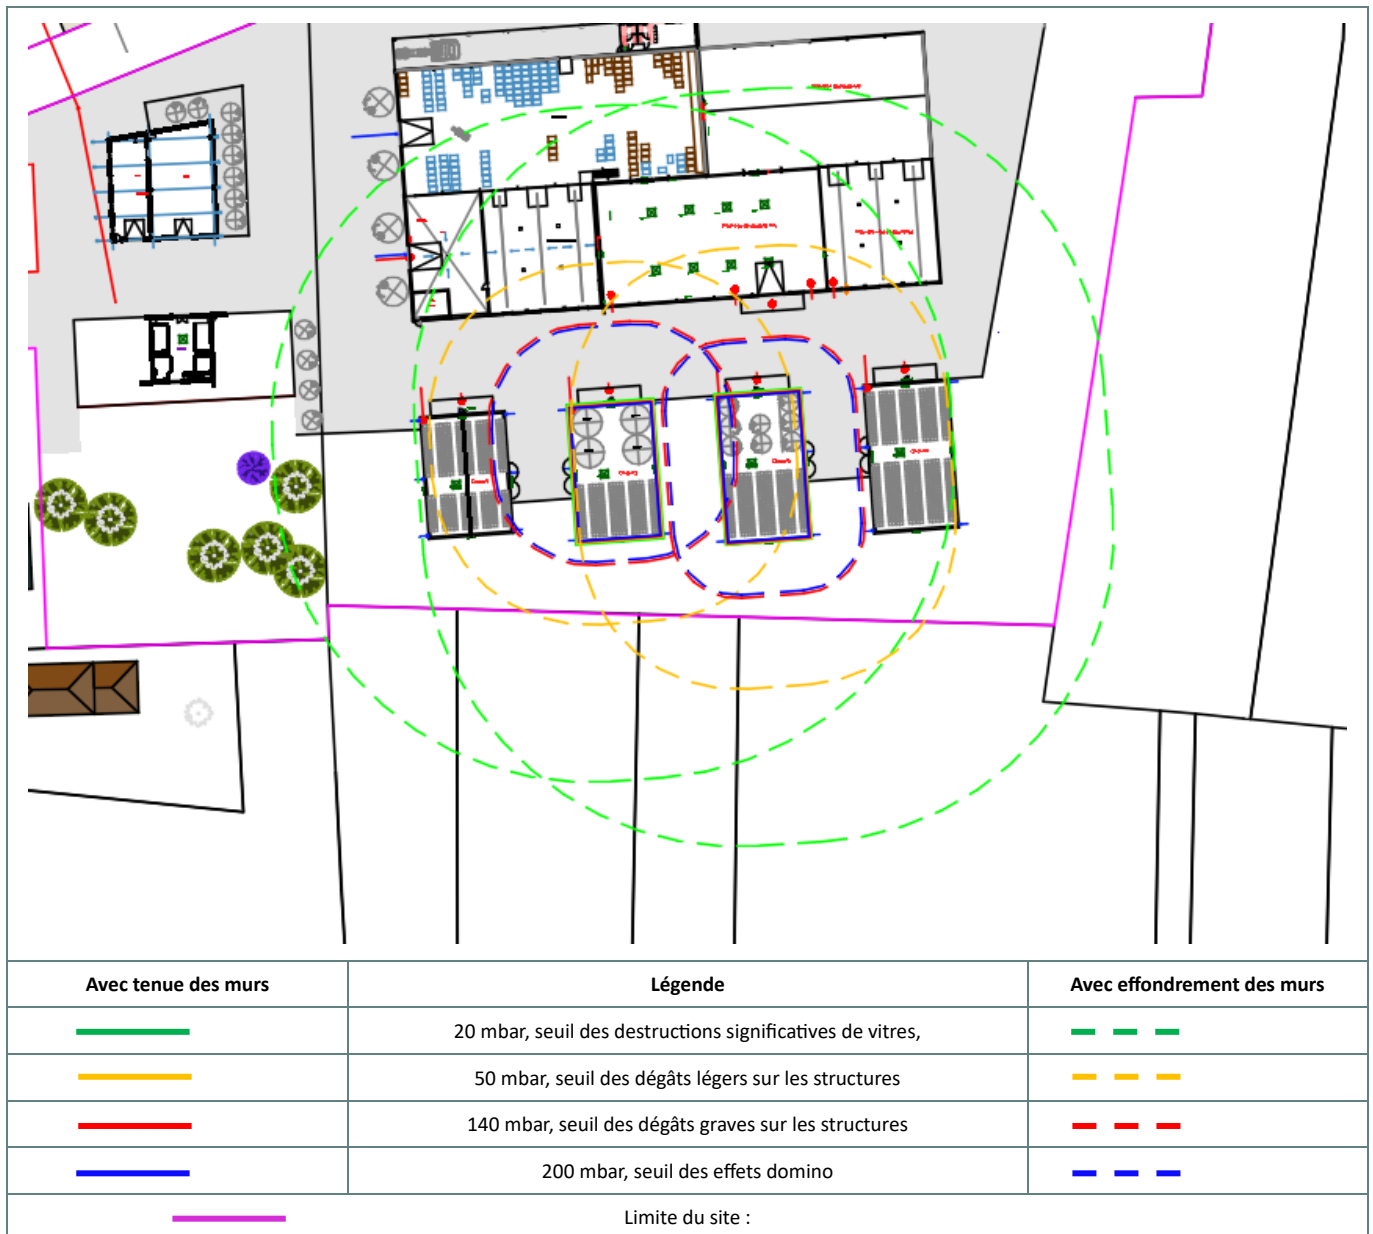 Avec tenue des murs
Légende
Avec effondrement des murs
20 mbar, seuil des destructions significatives de vitres,
50 mbar, seuil des dégâts légers sur les structures
140 mbar, seuil des dégâts graves sur les structures
200 mbar, seuil des effets domino
Limite du site :